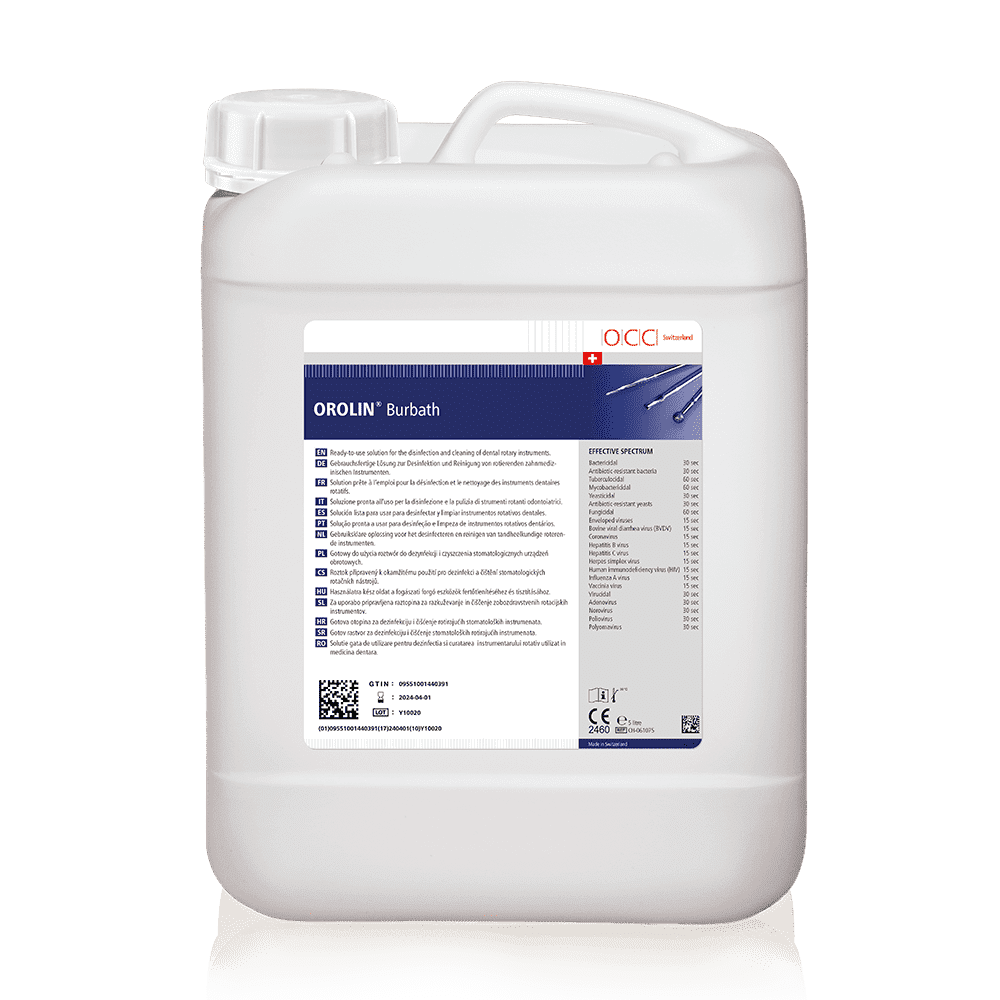 OCC Switzerland
OROLIN® Burbath
EN Ready-to-use solution for the disinfection and cleaning of dental rotary instruments.
DE Gebrauchsfertige Lösung zur Desinfektion und Reinigung von rotierenden zahnmediz-
inischen Instrumenten.
FR Solution prête à l'emploi pour la désinfection et le nettoyage des instruments dentaires
rotatifs.
IT Soluzione pronta all'uso per la disinfezione e la pulizia di strumenti rotanti odontoiatrici.
ES Solución lista para usar para desinfectar y limpiar instrumentos rotativos dentales.
PT Solução pronta a usar para desinfeção e limpeza de instrumentos rotativos dentários.
NL Gebruiksklare oplossing voor het desinfecteren en reinigen van tandheelkundige roteren-
de instrumenten.
PL Gotowy do użycia roztwór do dezynfekcji i czyszczenia stomatologicznych urządzeń
obrotowych.
CS Roztok připravený k okamžitému použití pro dezinfekci a čištění stomatologických
rotačních nástrojů.
HU Használatra kész oldat a fogászati forgó eszközök fertőtlenítéséhez és tisztításához.
SL Za uporabo pripravljena raztopina za razkuževanje in čiščenje zobozdravstvenih rotacijskih
instrumentov.
HR Gotova otopina za dezinfekciju i čišćenje rotirajućih stomatoloških instrumenata.
SR Gotov rastvor za dezinfekciju i čišćenje stomatoloških rotirajućih instrumenata.
RO Solutie gata de utilizare pentru dezinfectia si curatarea instrumentarului rotativ utilizat in
medicina dentara.
GTIN : 09551001440391
: 2024-04-01
LOT : Y10020
(01)09551001440391(17)240401(10)Y10020
EFFECTIVE SPECTRUM
Bactericidal 30 sec
Antibiotic-resistant bacteria 30 sec
Tuberculocidal 60 sec
Mycobactericidal 60 sec
Yeasticidal 30 sec
Antibiotic-resistant yeasts 30 sec
Fungicidal 60 sec
Enveloped viruses 15 sec
Bovine viral diarrhea virus (BVDV) 15 sec
Coronavirus 15 sec
Hepatitis B virus 15 sec
Hepatitis C virus 15 sec
Herpes simplex virus 15 sec
Human immunodeficiency virus (HIV) 15 sec
Influenza A virus 15 sec
Vaccinia virus 15 sec
Virucidal 30 sec
Adenovirus 30 sec
Norovirus 30 sec
Poliovirus 30 sec
Polyomavirus 30 sec
CE 2460
℮ 5 litre
REF CH-061075
Made in Switzerland